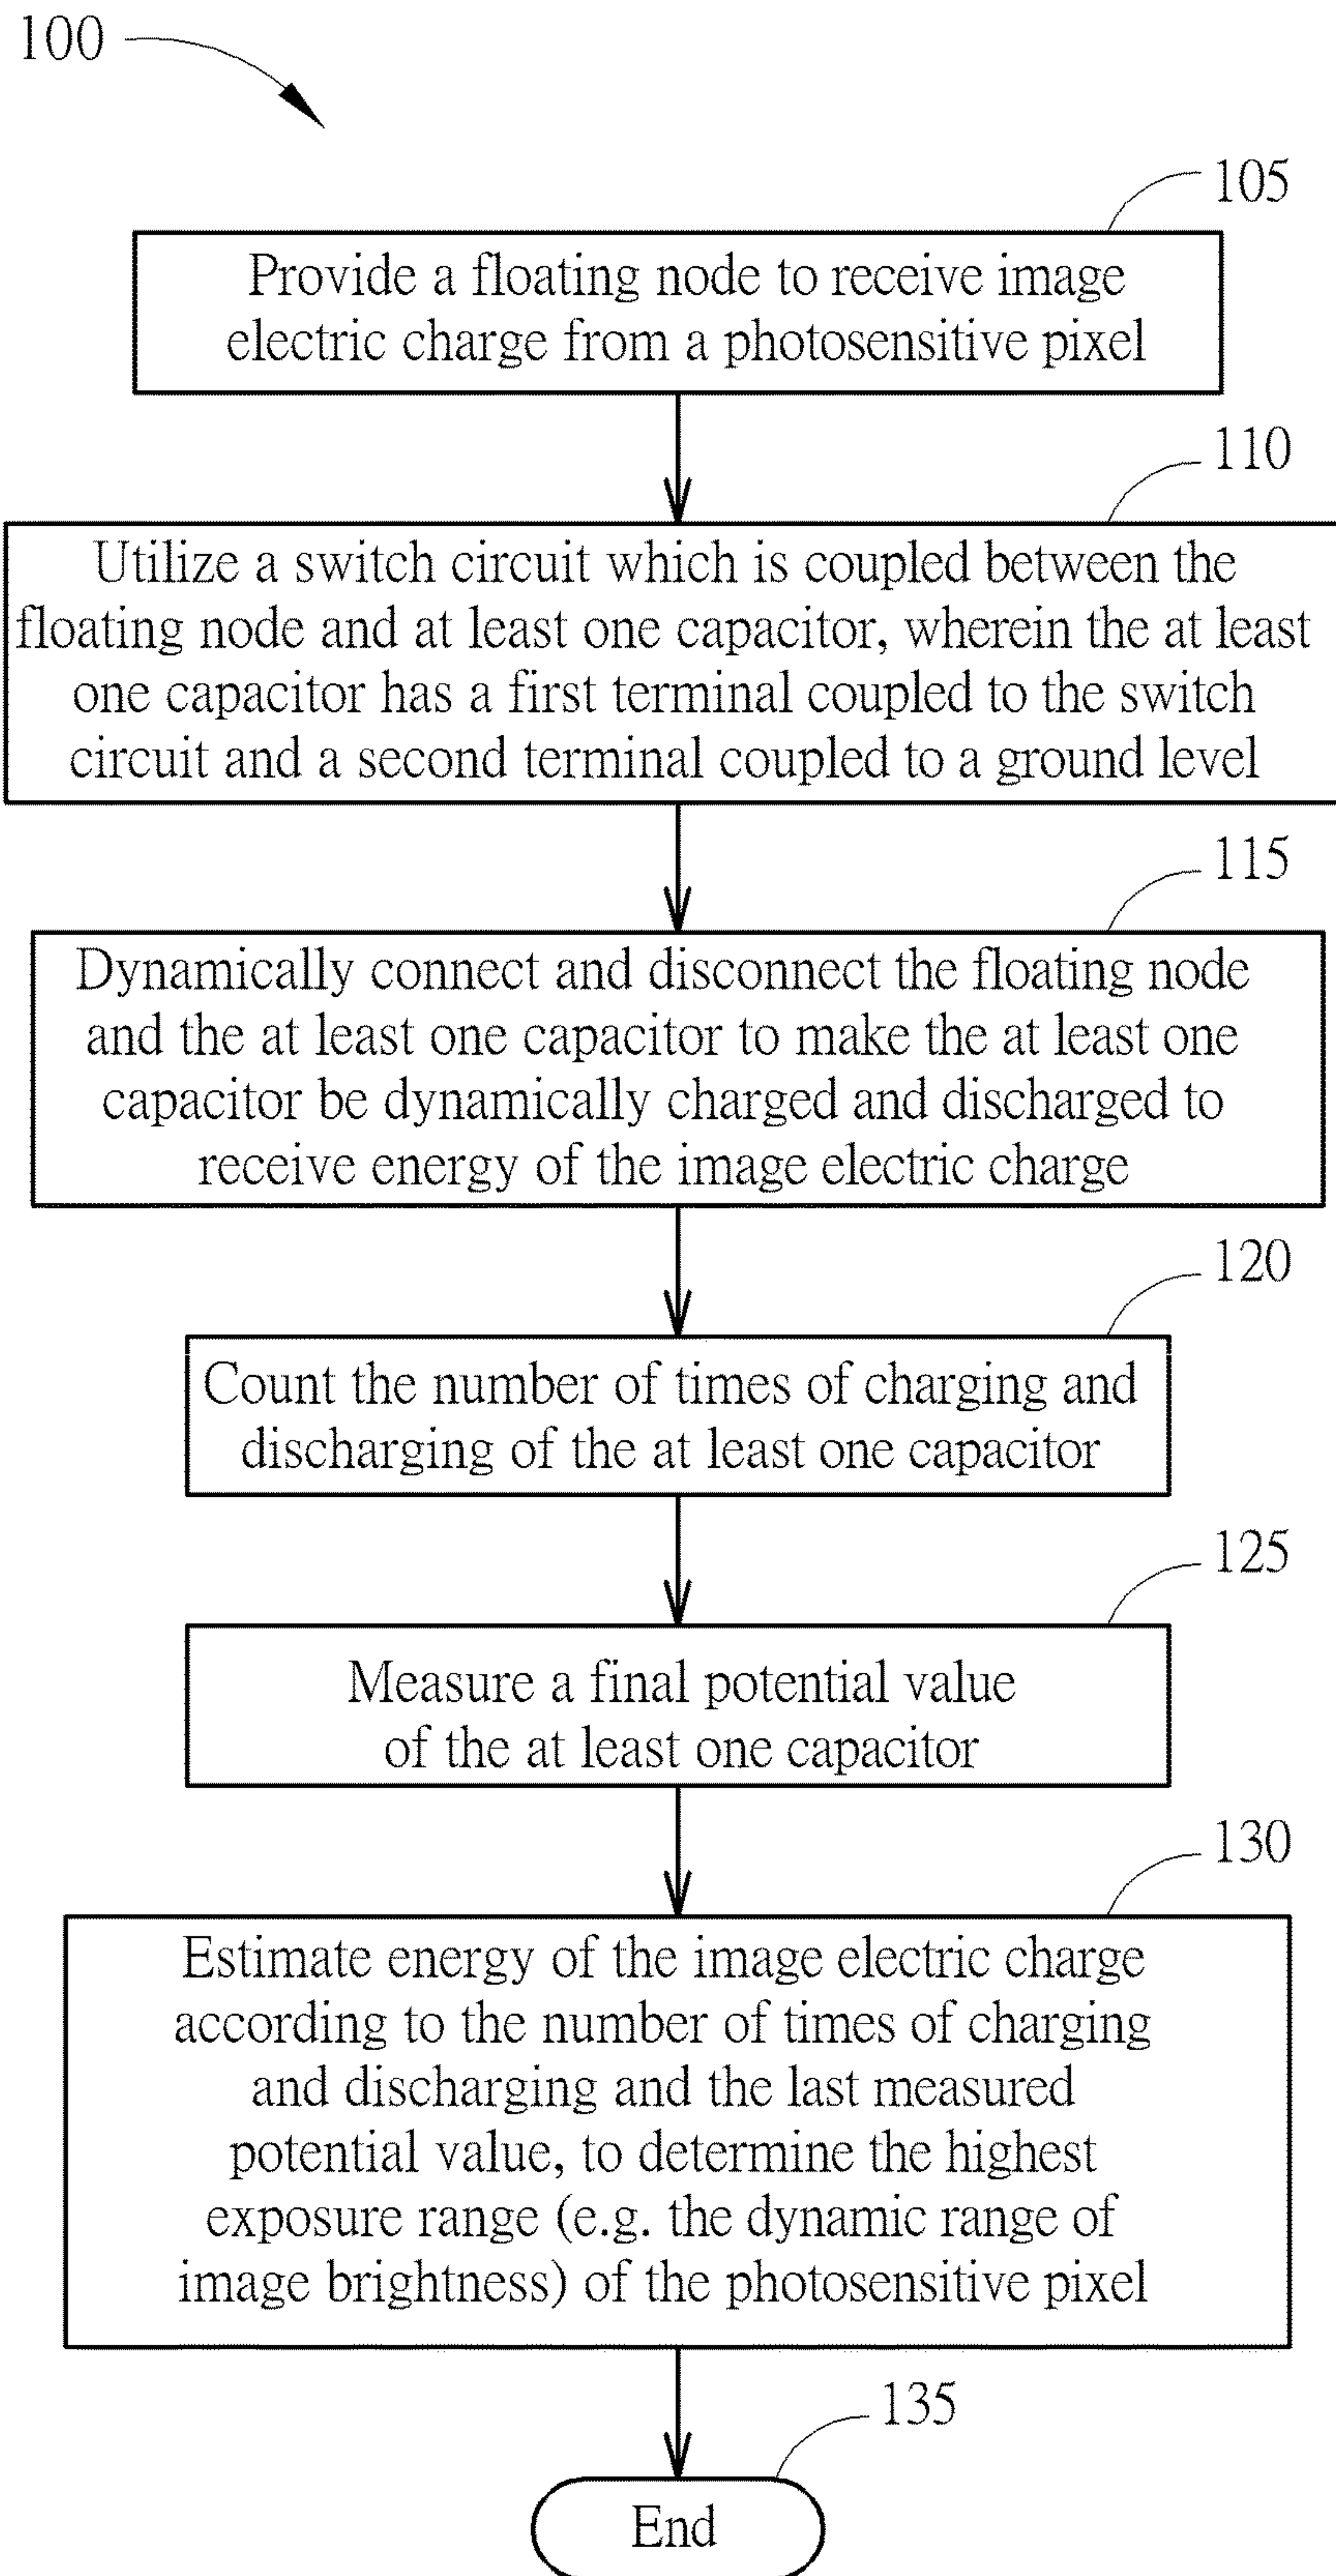 100
105
Provide a floating node to receive image
electric charge from a photosensitive pixel
110
Utilize a switch circuit which is coupled between the
floating node and at least one capacitor, wherein the at least
one capacitor has a first terminal coupled to the switch
circuit and a second terminal coupled to a ground level
115
Dynamically connect and disconnect the floating node
and the at least one capacitor to make the at least one
capacitor be dynamically charged and discharged to
receive energy of the image electric charge
120
Count the number of times of charging and
discharging of the at least one capacitor
125
Measure a final potential value
of the at least one capacitor
130
Estimate energy of the image electric charge
according to the number of times of charging
and discharging and the last measured
potential value, to determine the highest
exposure range (e.g. the dynamic range of
image brightness) of the photosensitive pixel
135
End